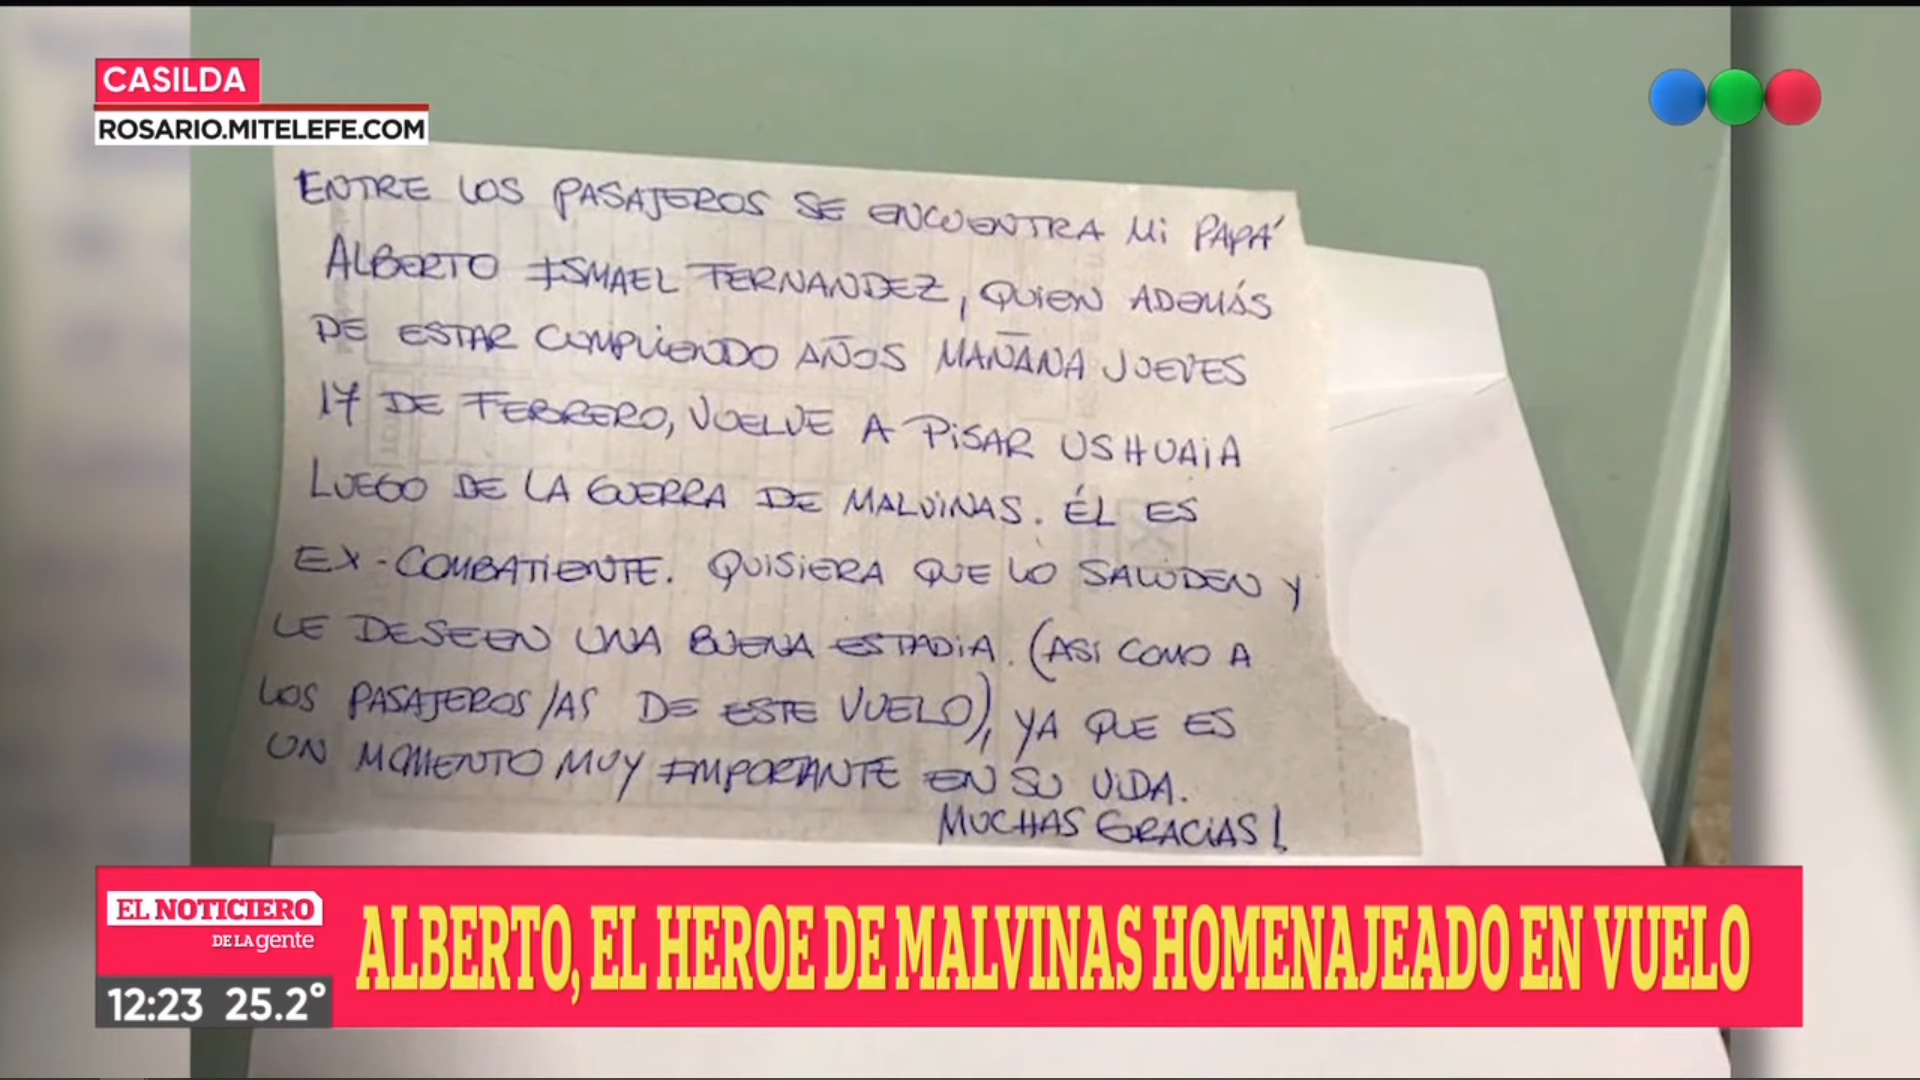 CASILDA
ROSARIO.MITELEFE.COM
ENTRE LOS PASAJEROS SE ENCUENTRA Mi PAPÁ
ALBERTO ISMAEL FERNANDEZ, QUIEN ADEMÁS
DE ESTAR CUMPLIENDO AÑOS MAÑANA JUEVES
17 DE FEBRERO, VUELVE A PISAR USHUAIA
LUEGO DE LA GUERRA DE MALVINAS. ÉL ES
EX-COMBATIENTE. QUISIERA QUE LO SALUDEN Y
LE DESEEN UNA BUENA ESTADIA. (ASI COMO A
LOS PASAJEROS/AS DE ESTE VUELO), YA QUE ES
UN MOMENTO MUY IMPORTANTE EN SU VIDA.
MUCHAS GRACIAS!
EL NOTICIERO
DE LA gente
ALBERTO, EL HEROE DE MALVINAS HOMENAJEADO EN VUELO
12:23 25.2°